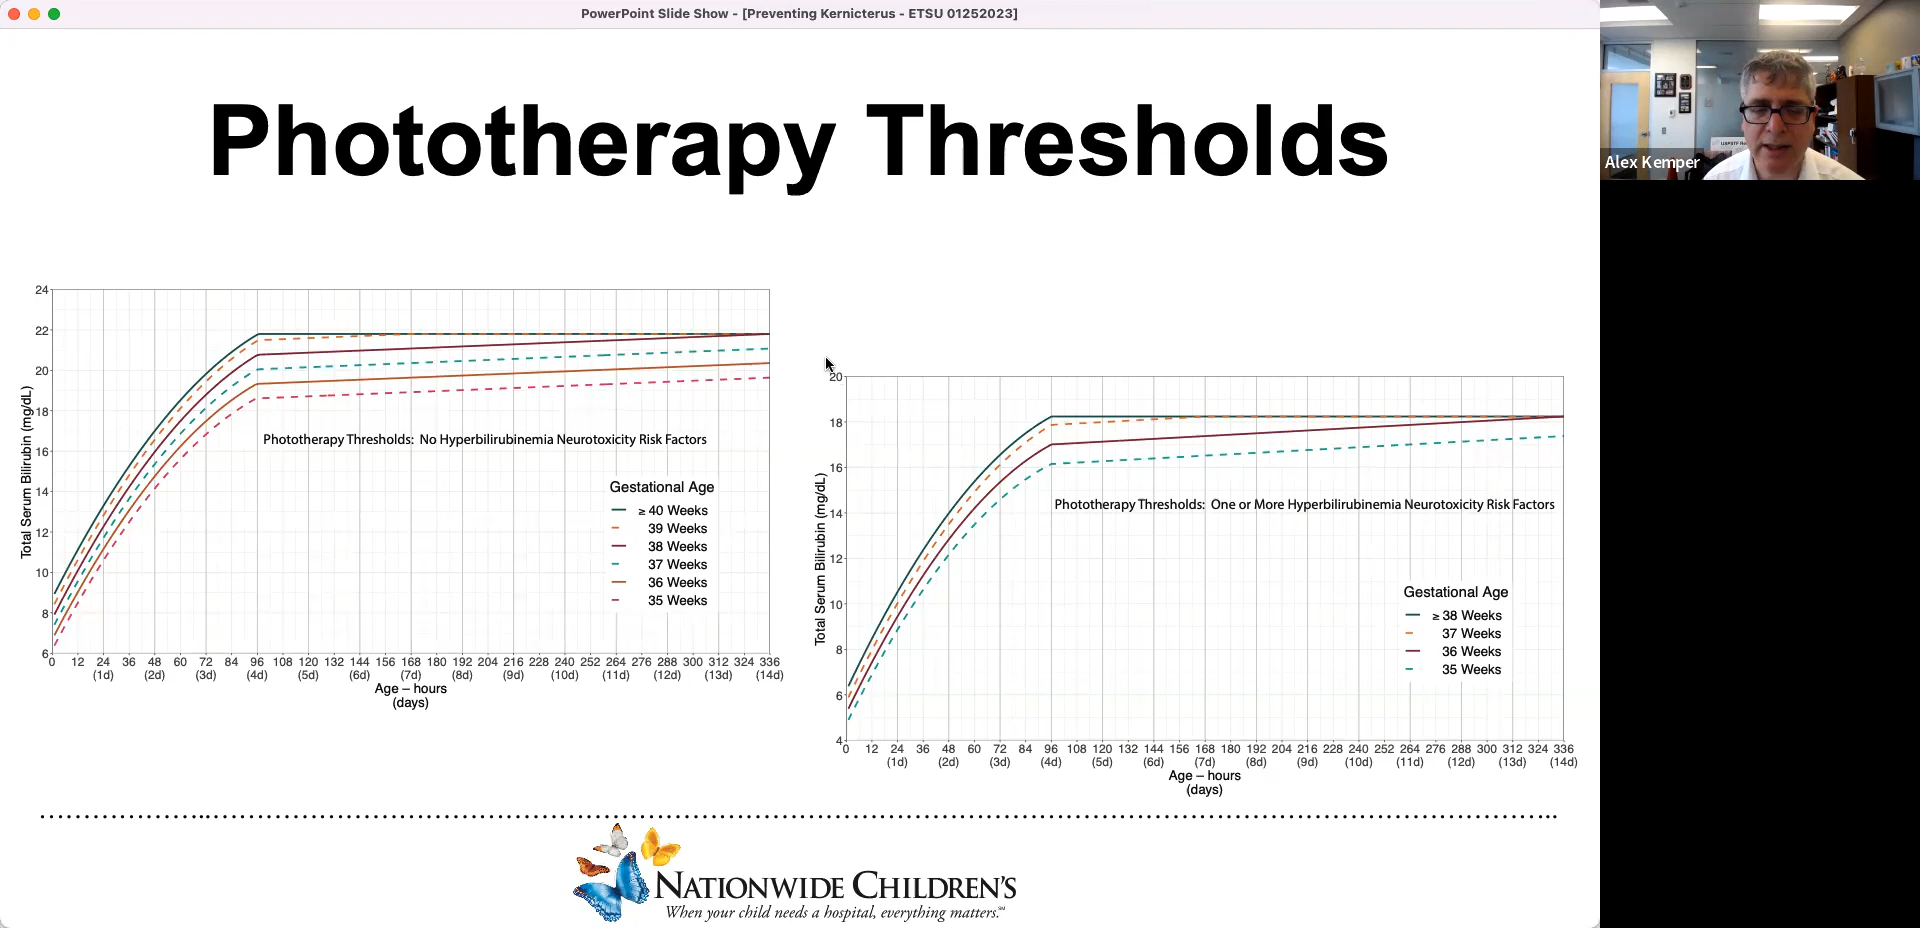 PowerPoint Slide Show - [Preventing Kernicterus - ETSU 01252023]
Alex Kemper
Phototherapy Thresholds
24
22
20
18
16
14
12
10
8
6
Total Serum Bilirubin (mg/dL)
Phototherapy Thresholds: No Hyperbilirubinemia Neurotoxicity Risk Factors
Gestational Age
≥ 40 Weeks
39 Weeks
38 Weeks
37 Weeks
36 Weeks
35 Weeks
0 12 24 36 48 60 72 84 96 108 120 132 144 156 168 180 192 204 216 228 240 252 264 276 288 300 312 324 336
(1d) (2d) (3d) (4d) (5d) (6d) (7d) (8d) (9d) (10d) (11d) (12d) (13d) (14d)
Age – hours
(days)
20
18
16
14
12
10
8
6
4
Total Serum Bilirubin (mg/dL)
Phototherapy Thresholds: One or More Hyperbilirubinemia Neurotoxicity Risk Factors
Gestational Age
≥ 38 Weeks
37 Weeks
36 Weeks
35 Weeks
0 12 24 36 48 60 72 84 96 108 120 132 144 156 168 180 192 204 216 228 240 252 264 276 288 300 312 324 336
(1d) (2d) (3d) (4d) (5d) (6d) (7d) (8d) (9d) (10d) (11d) (12d) (13d) (14d)
Age – hours
(days)
NATIONWIDE CHILDREN'S
When your child needs a hospital, everything matters.℠